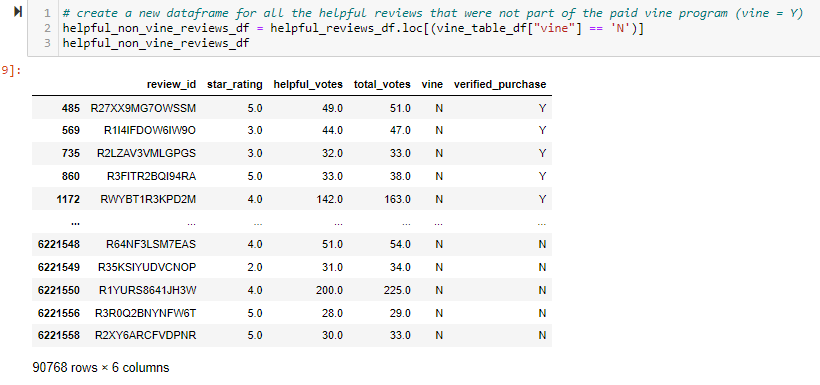 1 # create a new dataframe for all the helpful reviews that were not part of the paid vine program (vine = Y)
2 helpful_non_vine_reviews_df = helpful_reviews_df.loc[(vine_table_df["vine"] == 'N')]
3 helpful_non_vine_reviews_df
9]:
review_id star_rating helpful_votes total_votes vine verified_purchase
485 R27XX9MG7OWSSM 5.0 49.0 51.0 N Y
569 R1I4IFDOW6IW9O 3.0 44.0 47.0 N Y
735 R2LZAV3VMLGPGS 3.0 32.0 33.0 N Y
860 R3FITR2BQI94RA 5.0 33.0 38.0 N Y
1172 RWYBT1R3KPD2M 4.0 142.0 163.0 N Y
... ... ... ... ... ... ...
6221548 R64NF3LSM7EAS 4.0 51.0 54.0 N N
6221549 R35KSIYUDVCNOP 2.0 31.0 34.0 N N
6221550 R1YURS8641JH3W 4.0 200.0 225.0 N N
6221556 R3R0Q2BNYNFW6T 5.0 28.0 29.0 N N
6221558 R2XY6ARCFVDPNR 5.0 30.0 33.0 N N
90768 rows × 6 columns